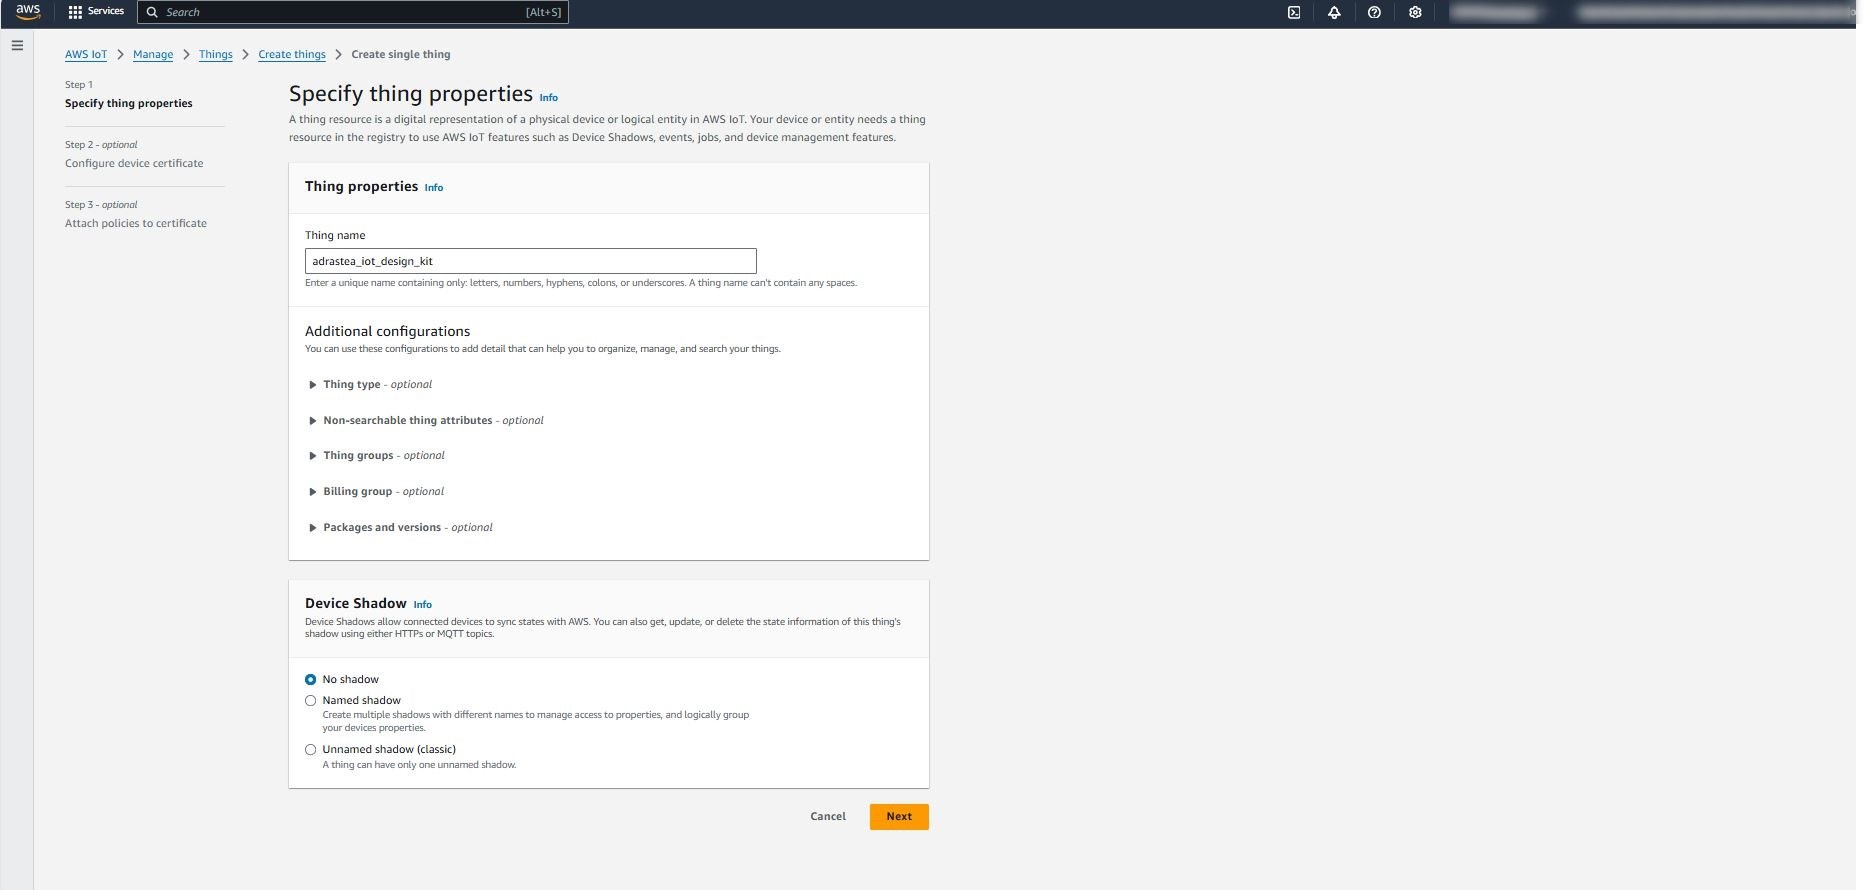 aws
Services
Search [Alt+S]
AWS IoT > Manage > Things > Create things > Create single thing
Step 1
Specify thing properties
Step 2 - optional
Configure device certificate
Step 3 - optional
Attach policies to certificate
Specify thing properties Info
A thing resource is a digital representation of a physical device or logical entity in AWS IoT. Your device or entity needs a thing
resource in the registry to use AWS IoT features such as Device Shadows, events, jobs, and device management features.
Thing properties Info
Thing name
adrastea_iot_design_kit
Enter a unique name containing only: letters, numbers, hyphens, colons, or underscores. A thing name can't contain any spaces.
Additional configurations
You can use these configurations to add detail that can help you to organize, manage, and search your things.
Thing type - optional
Non-searchable thing attributes - optional
Thing groups - optional
Billing group - optional
Packages and versions - optional
Device Shadow Info
Device Shadows allow connected devices to sync states with AWS. You can also get, update, or delete the state information of this thing's
shadow using either HTTPs or MQTT topics.
No shadow
Named shadow
Create multiple shadows with different names to manage access to properties, and logically group
your devices properties.
Unnamed shadow (classic)
A thing can have only one unnamed shadow.
Cancel
Next